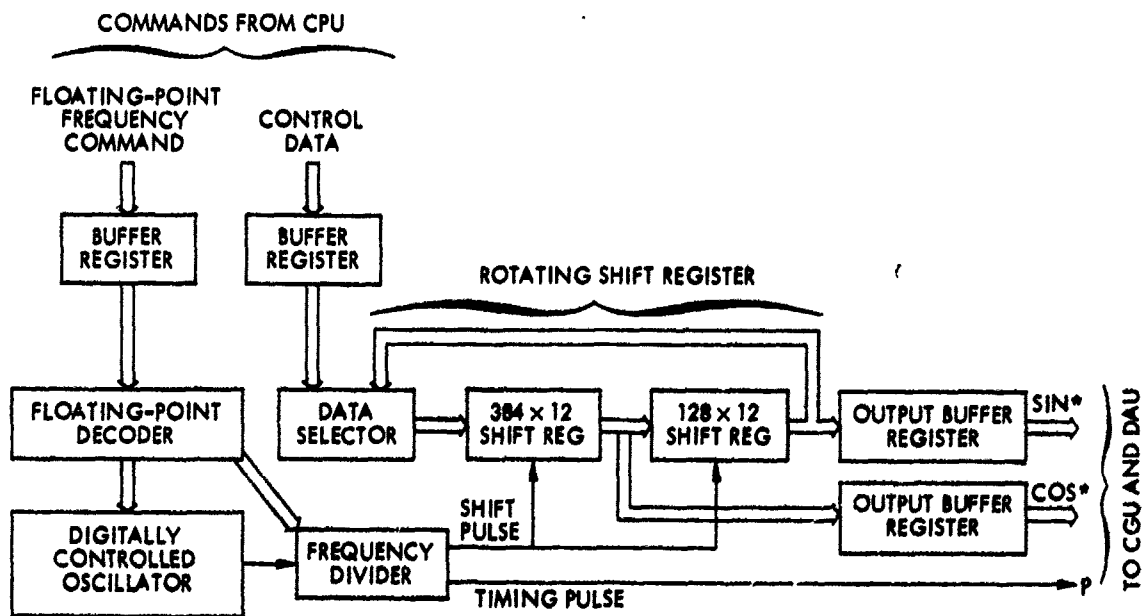 COMMANDS FROM CPU
FLOATING-POINT
FREQUENCY
COMMAND
CONTROL
DATA
BUFFER
REGISTER
BUFFER
REGISTER
ROTATING SHIFT REGISTER
FLOATING-POINT
DECODER
DATA
SELECTOR
384 × 12
SHIFT REG
128 × 12
SHIFT REG
OUTPUT BUFFER
REGISTER
SIN*
OUTPUT BUFFER
REGISTER
COS*
DIGITALLY
CONTROLLED
OSCILLATOR
FREQUENCY
DIVIDER
SHIFT
PULSE
TIMING PULSE
P
TO CGU AND DAU